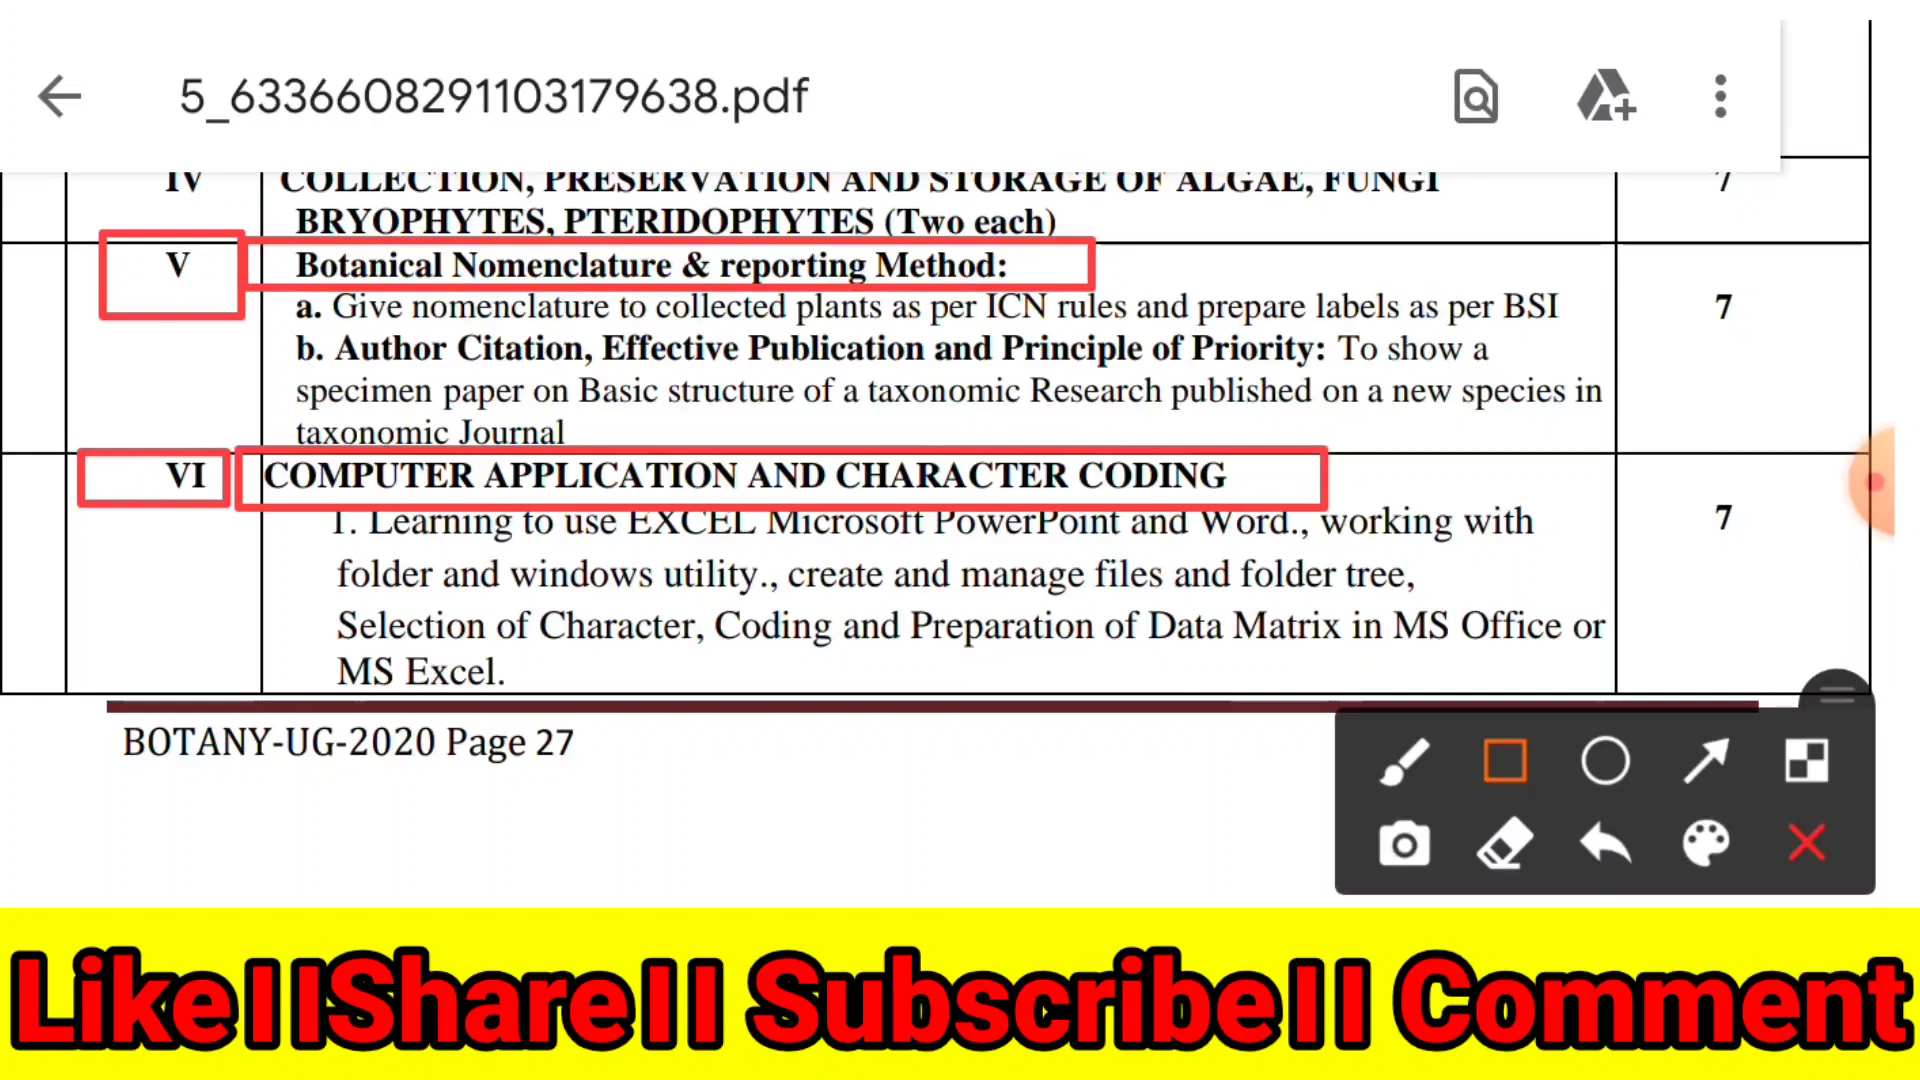 5_6336608291103179638.pdf
IV COLLECTION, PRESERVATION AND STORAGE OF ALGAE, FUNGI 7
BRYOPHYTES, PTERIDOPHYTES (Two each)
V Botanical Nomenclature & reporting Method:
a. Give nomenclature to collected plants as per ICN rules and prepare labels as per BSI 7
b. Author Citation, Effective Publication and Principle of Priority: To show a
specimen paper on Basic structure of a taxonomic Research published on a new species in
taxonomic Journal
VI COMPUTER APPLICATION AND CHARACTER CODING
1. Learning to use EXCEL Microsoft PowerPoint and Word., working with 7
folder and windows utility., create and manage files and folder tree,
Selection of Character, Coding and Preparation of Data Matrix in MS Office or
MS Excel.
BOTANY-UG-2020 Page 27
Like||Share|| Subscribe|| Comment